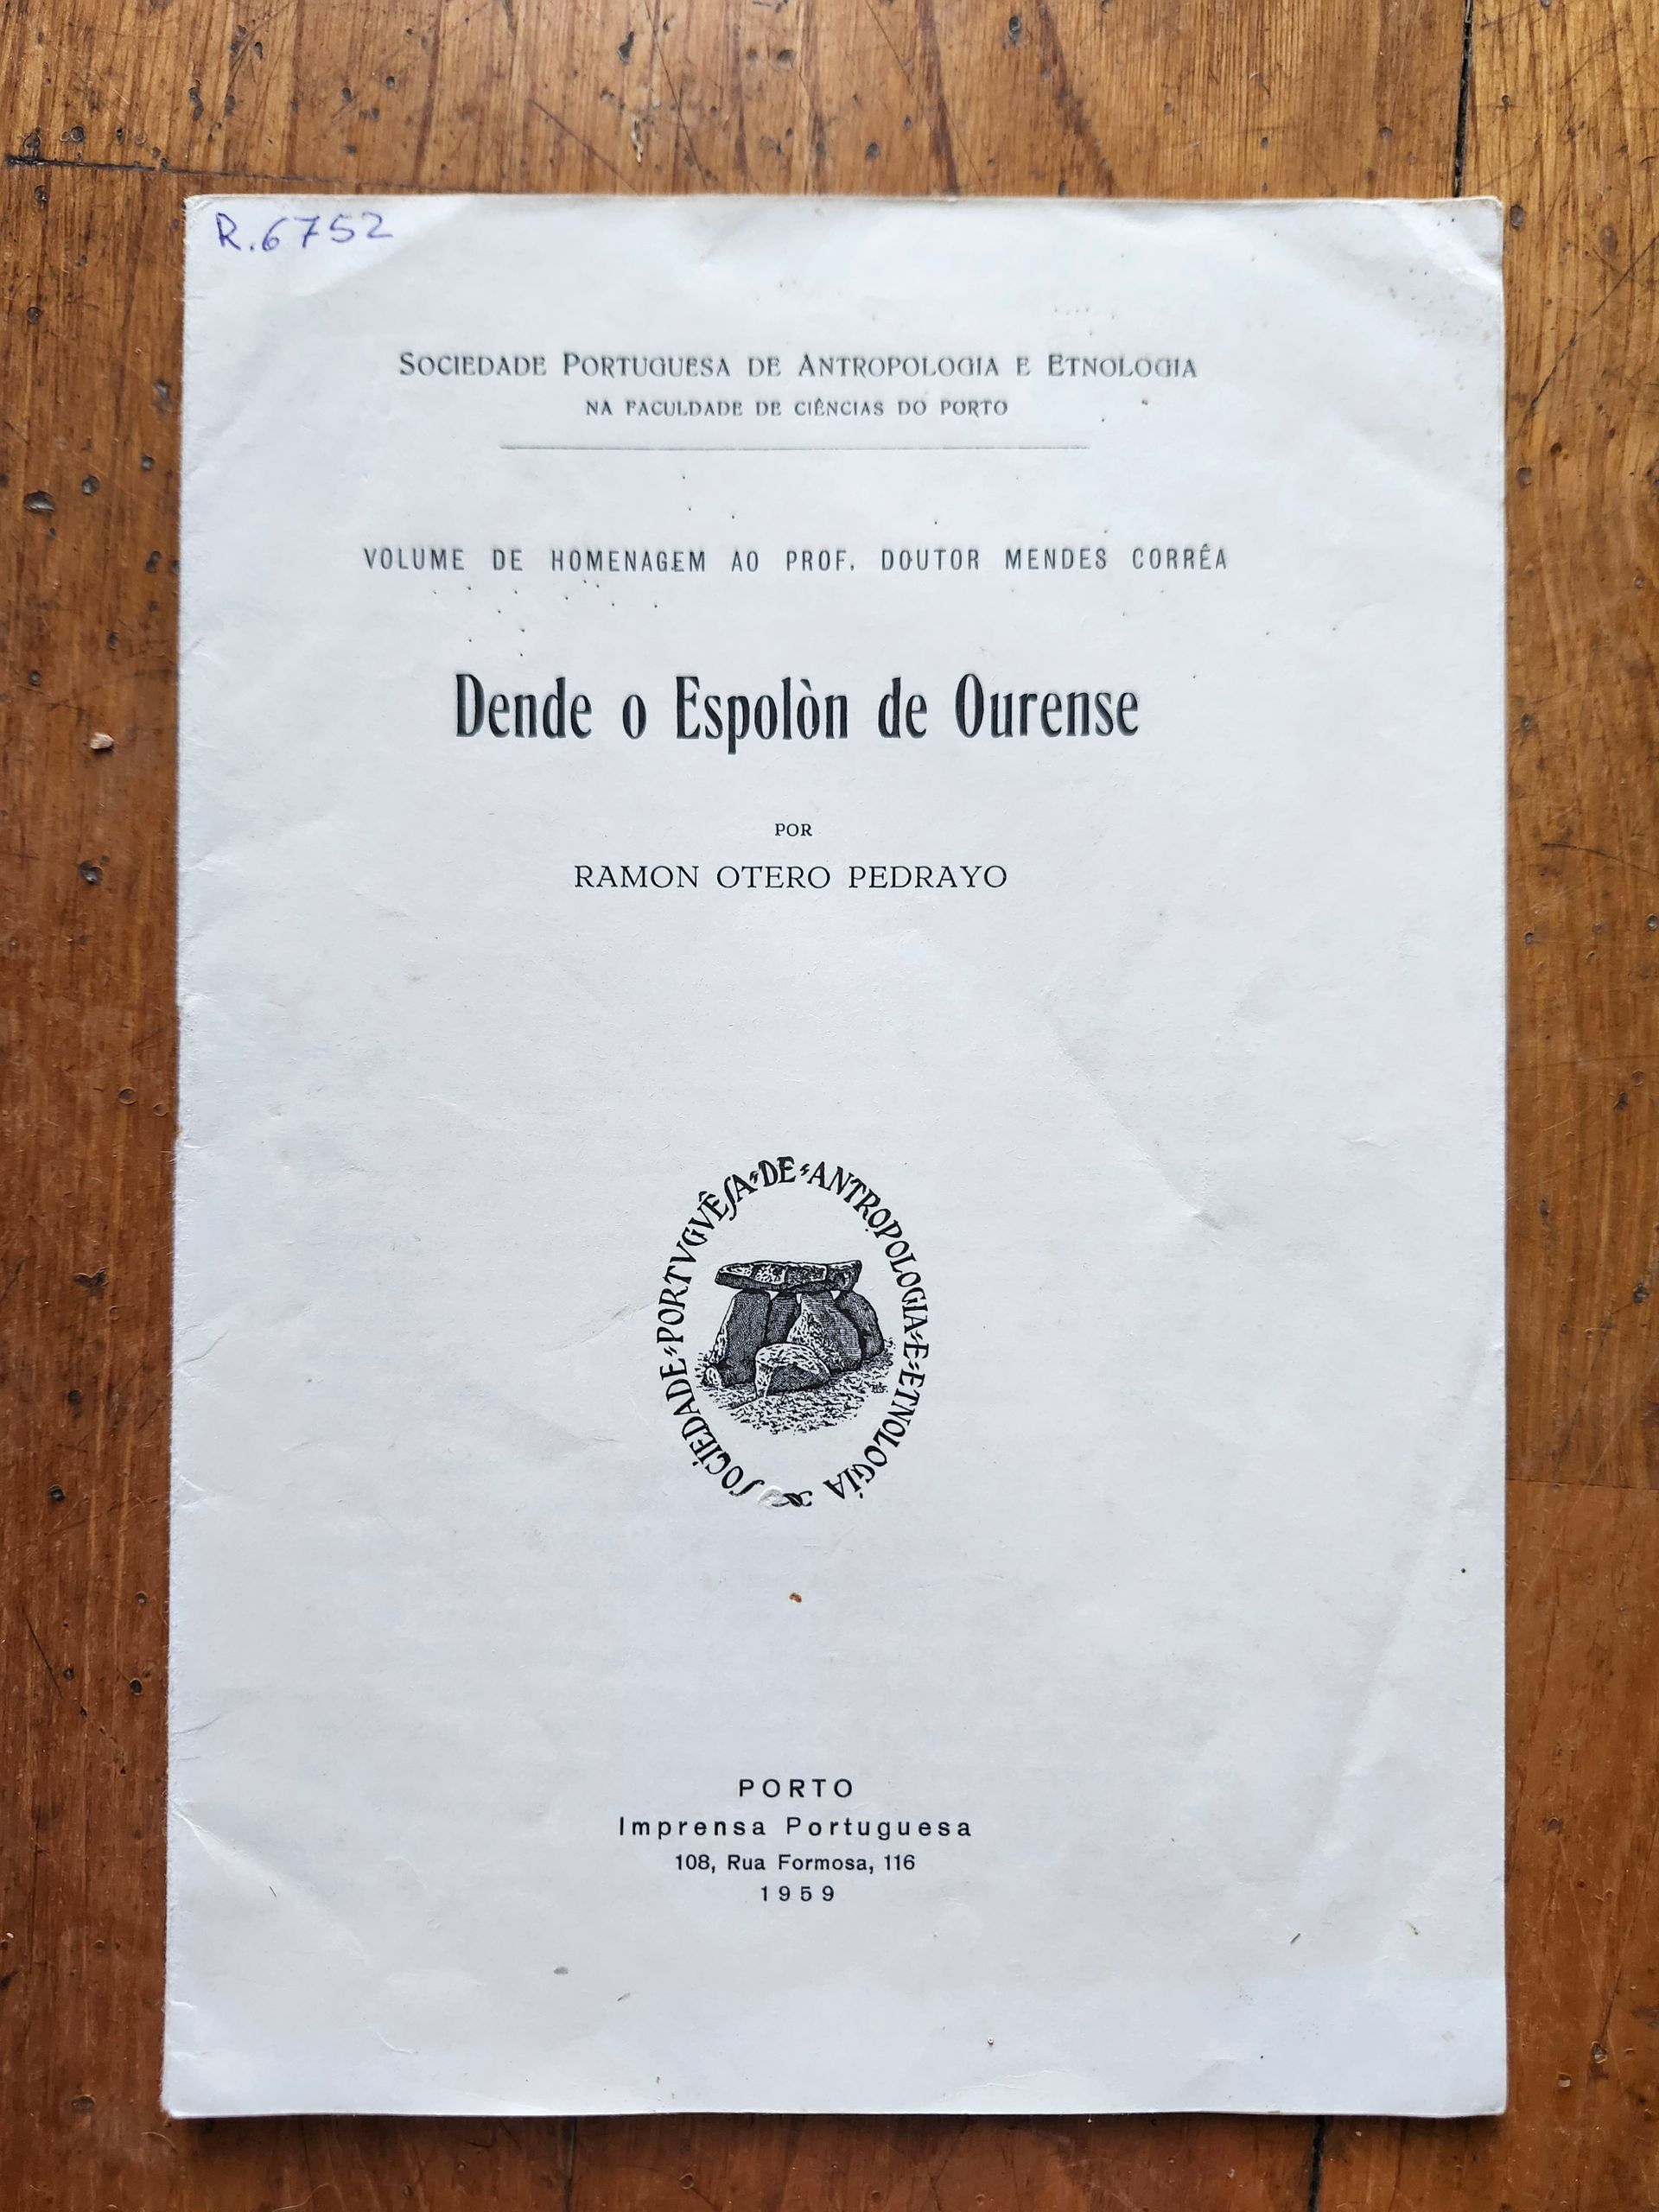 R.6752
SOCIEDADE PORTUGUESA DE ANTROPOLOGIA E ETNOLOGIA
NA FACULDADE DE CIÊNCIAS DO PORTO
VOLUME DE HOMENAGEM AO PROF. DOUTOR MENDES CORRÊA
Dende o Espolòn de Ourense
POR
RAMON OTERO PEDRAYO
SOCIEDADE PORTVGVÊSA DE ANTROPOLOGIA E ETNOLOGIA
PORTO
Imprensa Portuguesa
108, Rua Formosa, 116
1959